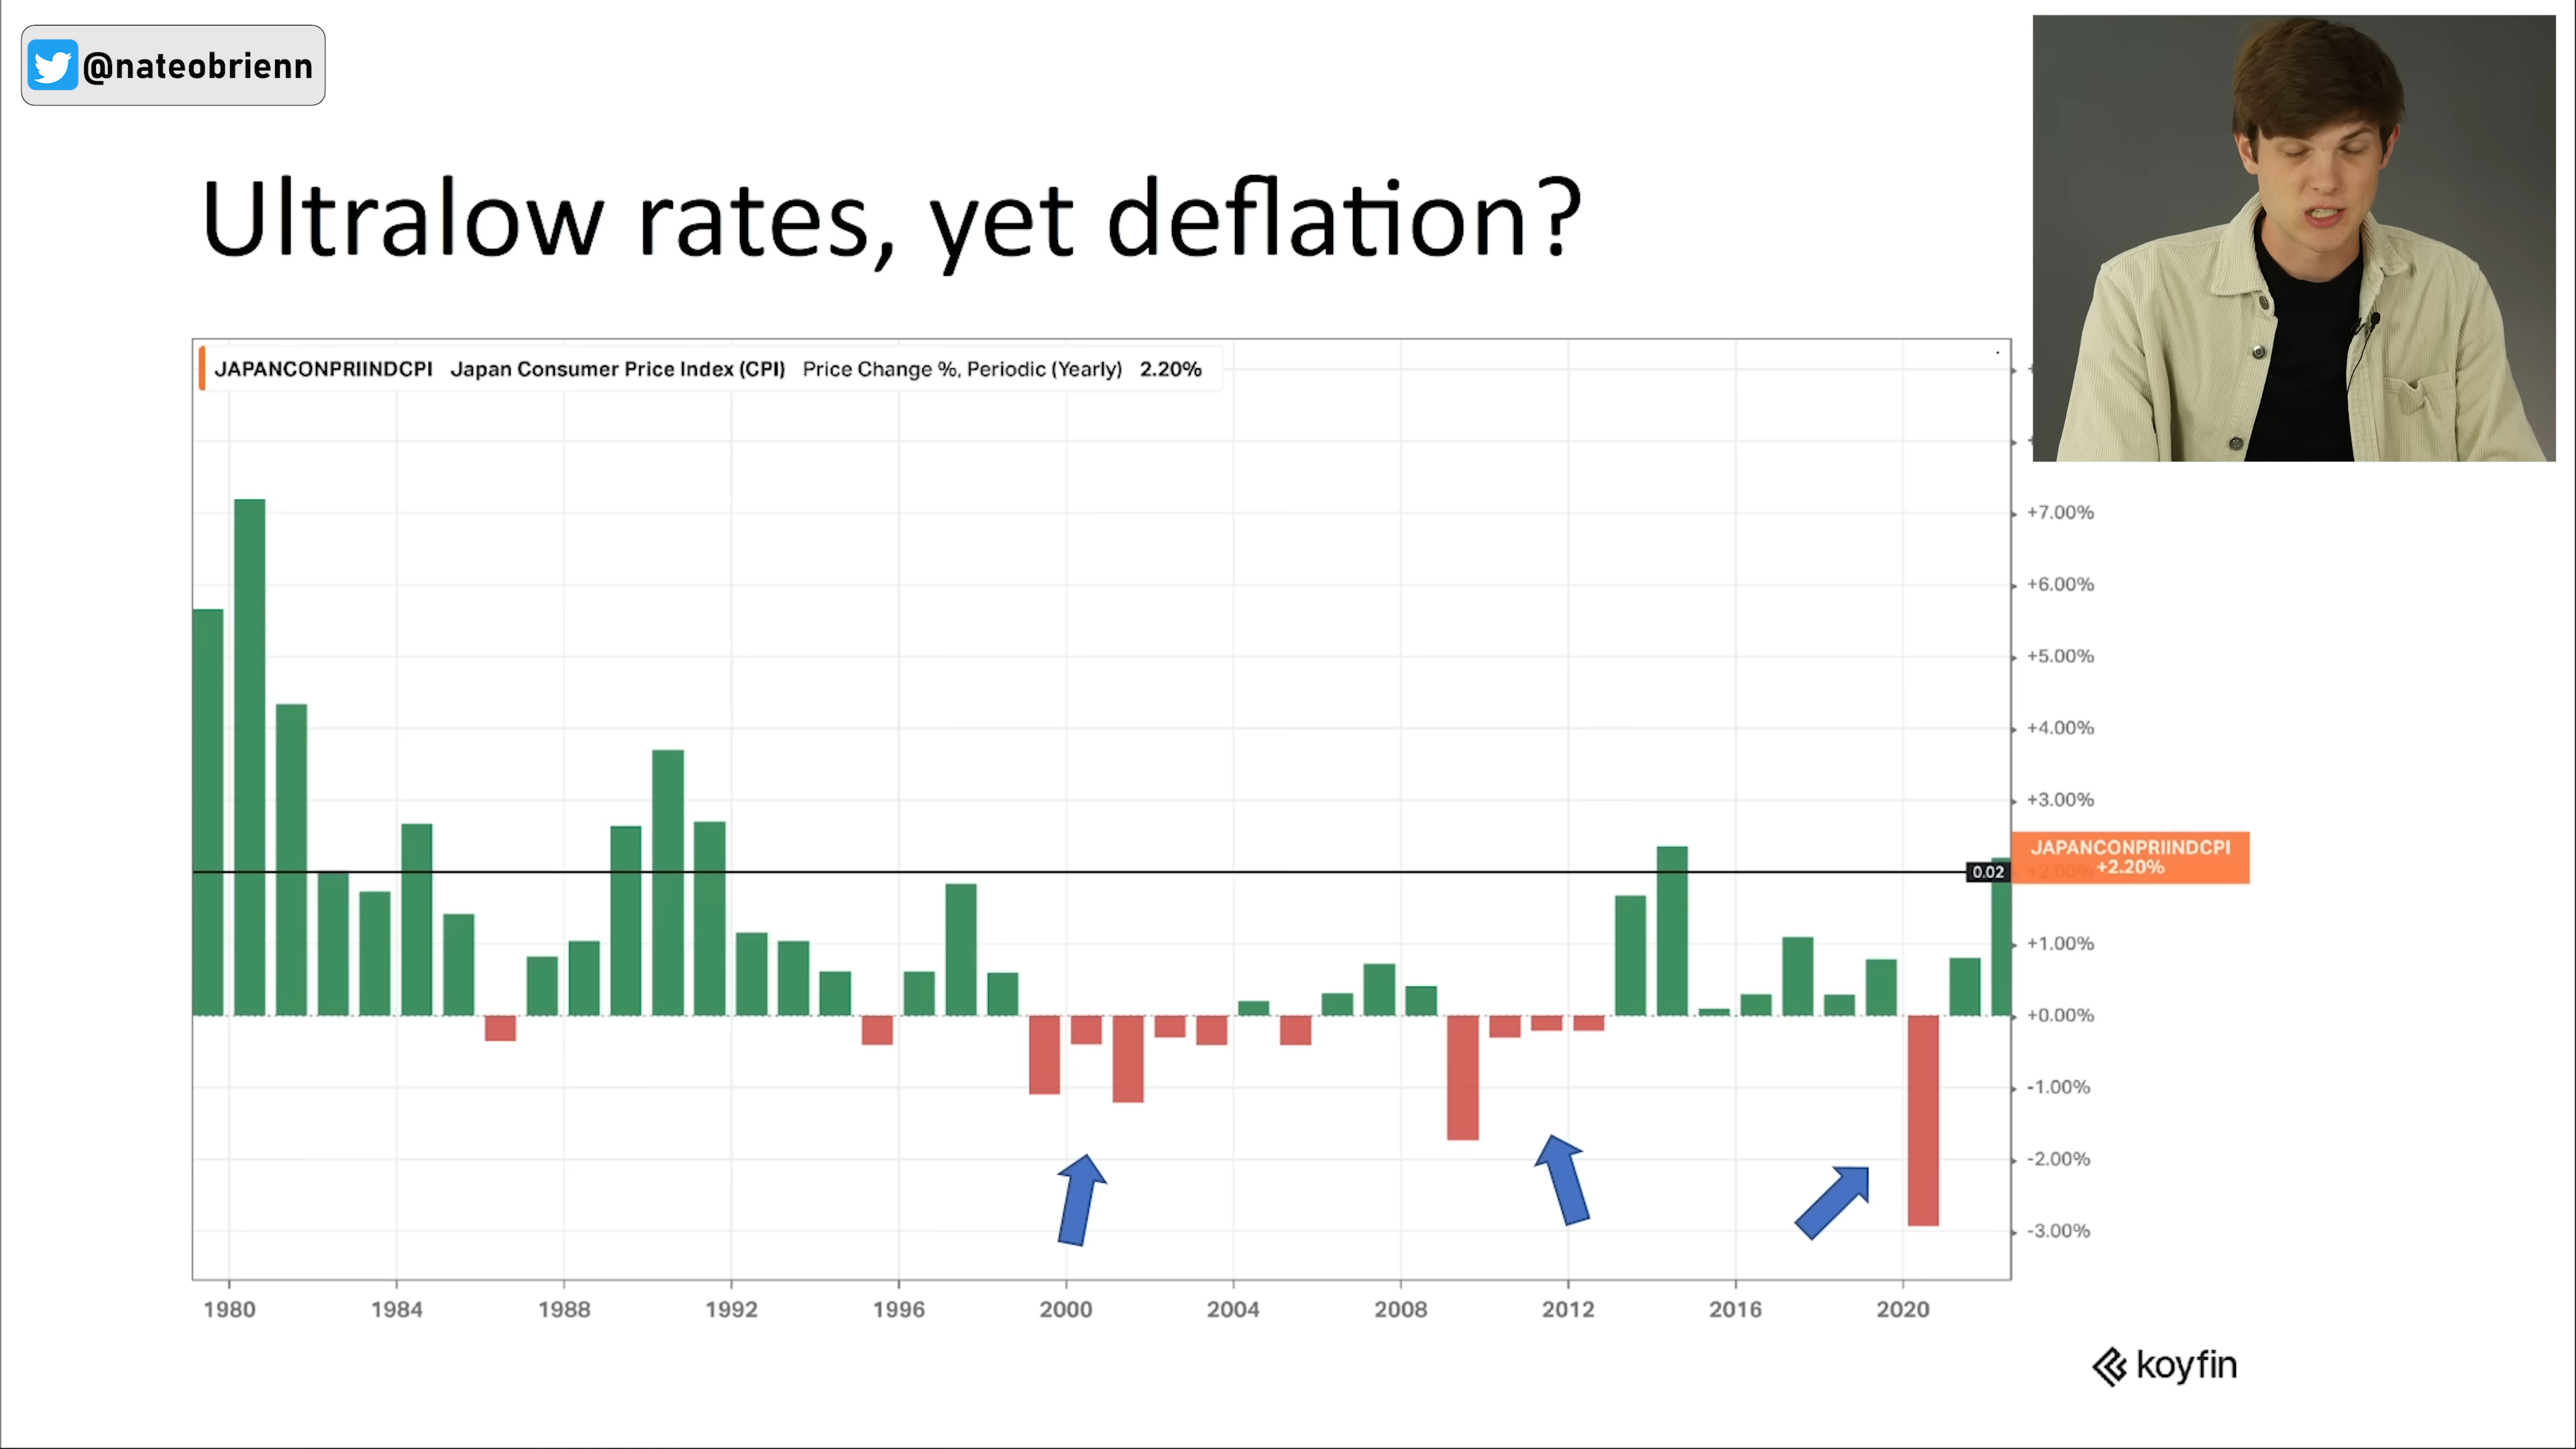 @nateobrienn
Ultralow rates, yet deflation?
JAPANCONPRIINDCPI Japan Consumer Price Index (CPI) Price Change %, Periodic (Yearly) 2.20%
+7.00%
+6.00%
+5.00%
+4.00%
+3.00%
JAPANCONPRIINDCPI
+2.20%
0.02
+2.00%
+1.00%
+0.00%
-1.00%
-2.00%
-3.00%
1980 1984 1988 1992 1996 2000 2004 2008 2012 2016 2020
koyfin